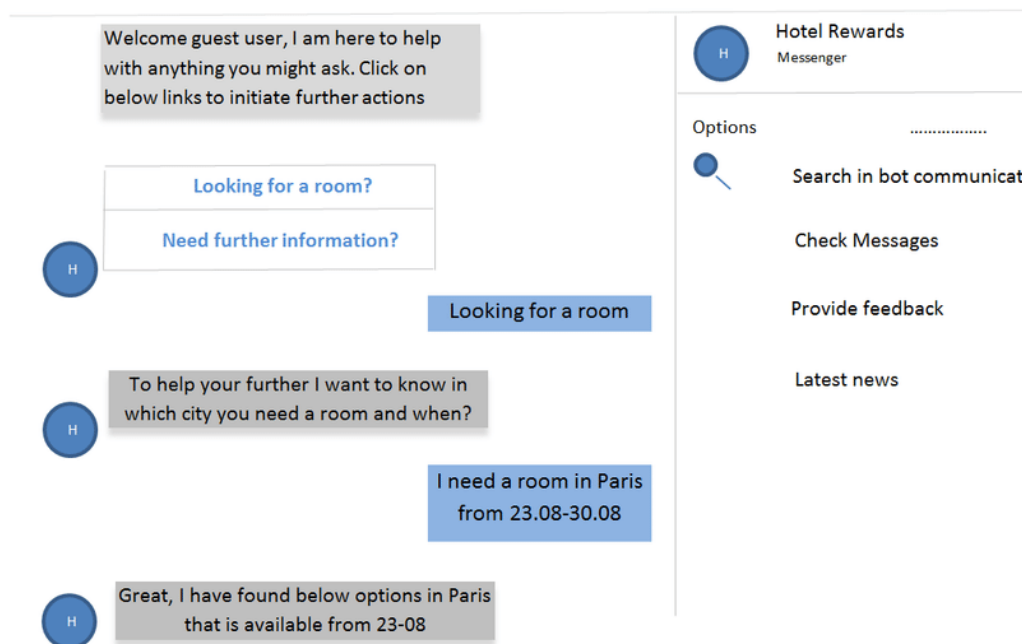 Welcome guest user, I am here to help
with anything you might ask. Click on
below links to initiate further actions
Looking for a room?
Need further information?
H
Looking for a room
To help your further I want to know in
which city you need a room and when?
H
I need a room in Paris
from 23.08-30.08
Great, I have found below options in Paris
that is available from 23-08
H
H
Hotel Rewards
Messenger
Options
................
Search in bot communicat
Check Messages
Provide feedback
Latest news